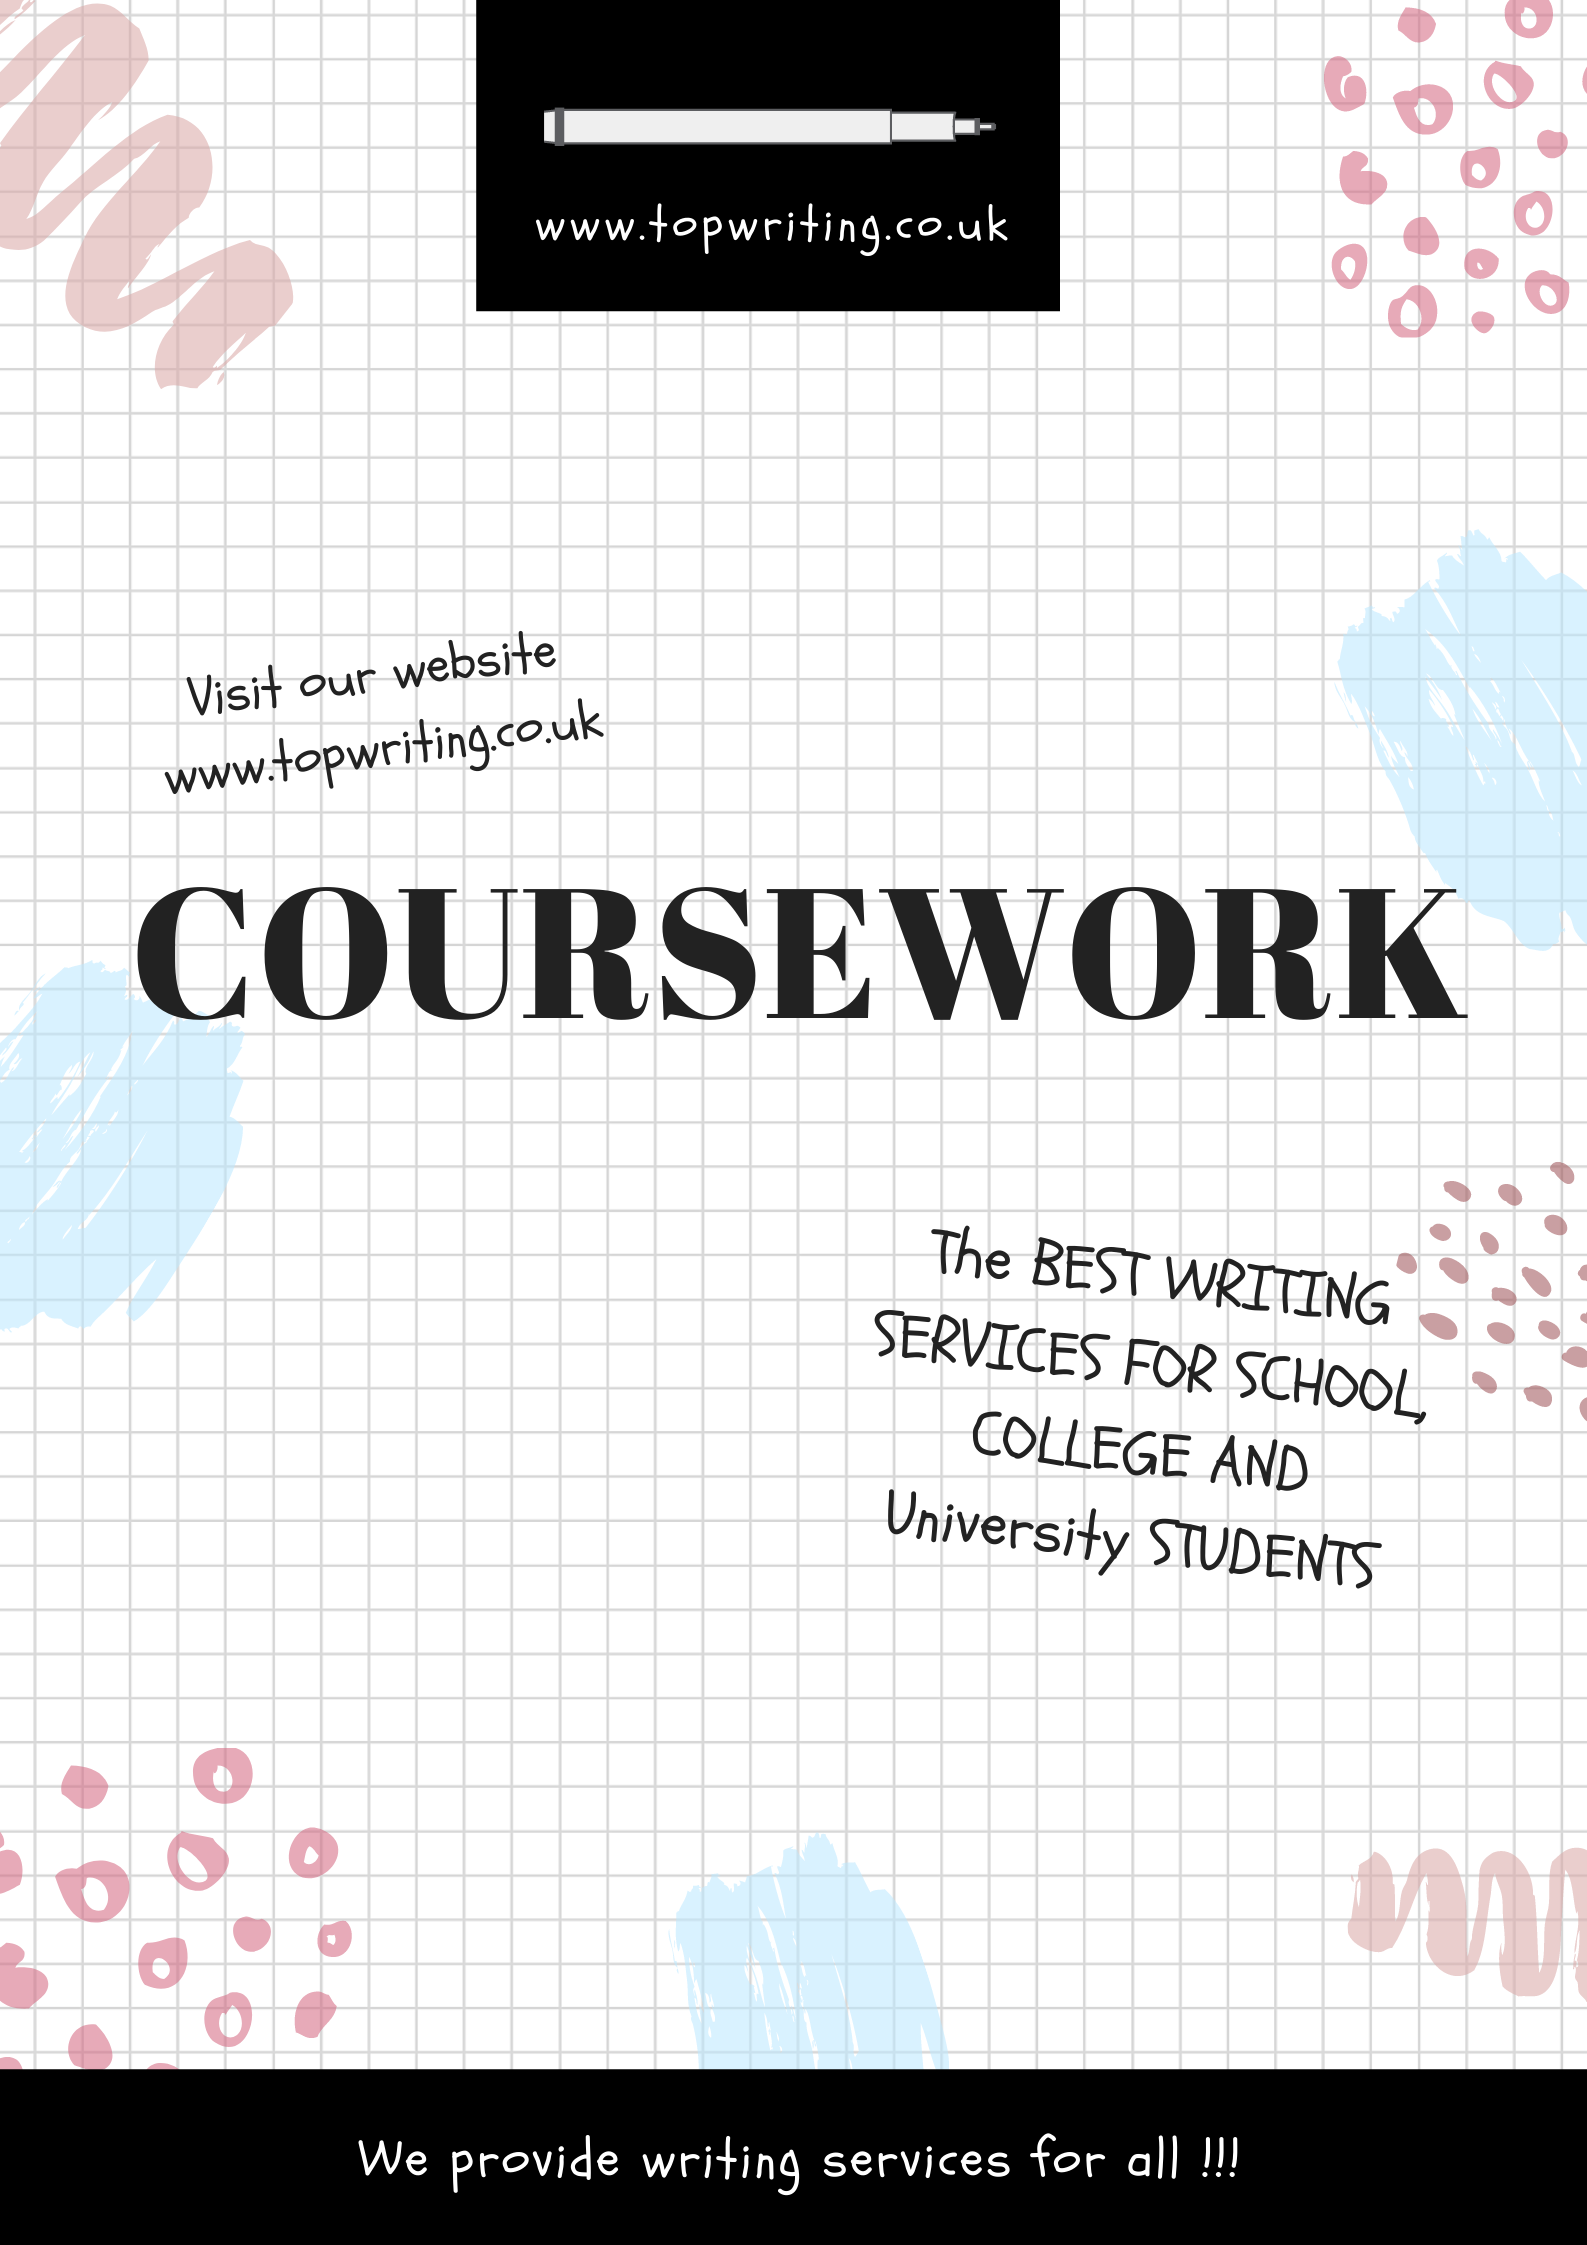 www.topwriting.co.uk
Visit our website
www.topwriting.co.uk
COURSEWORK
The BEST WRITING
SERVICES FOR SCHOOL,
COLLEGE AND
University STUDENTS
We provide writing services for all !!!